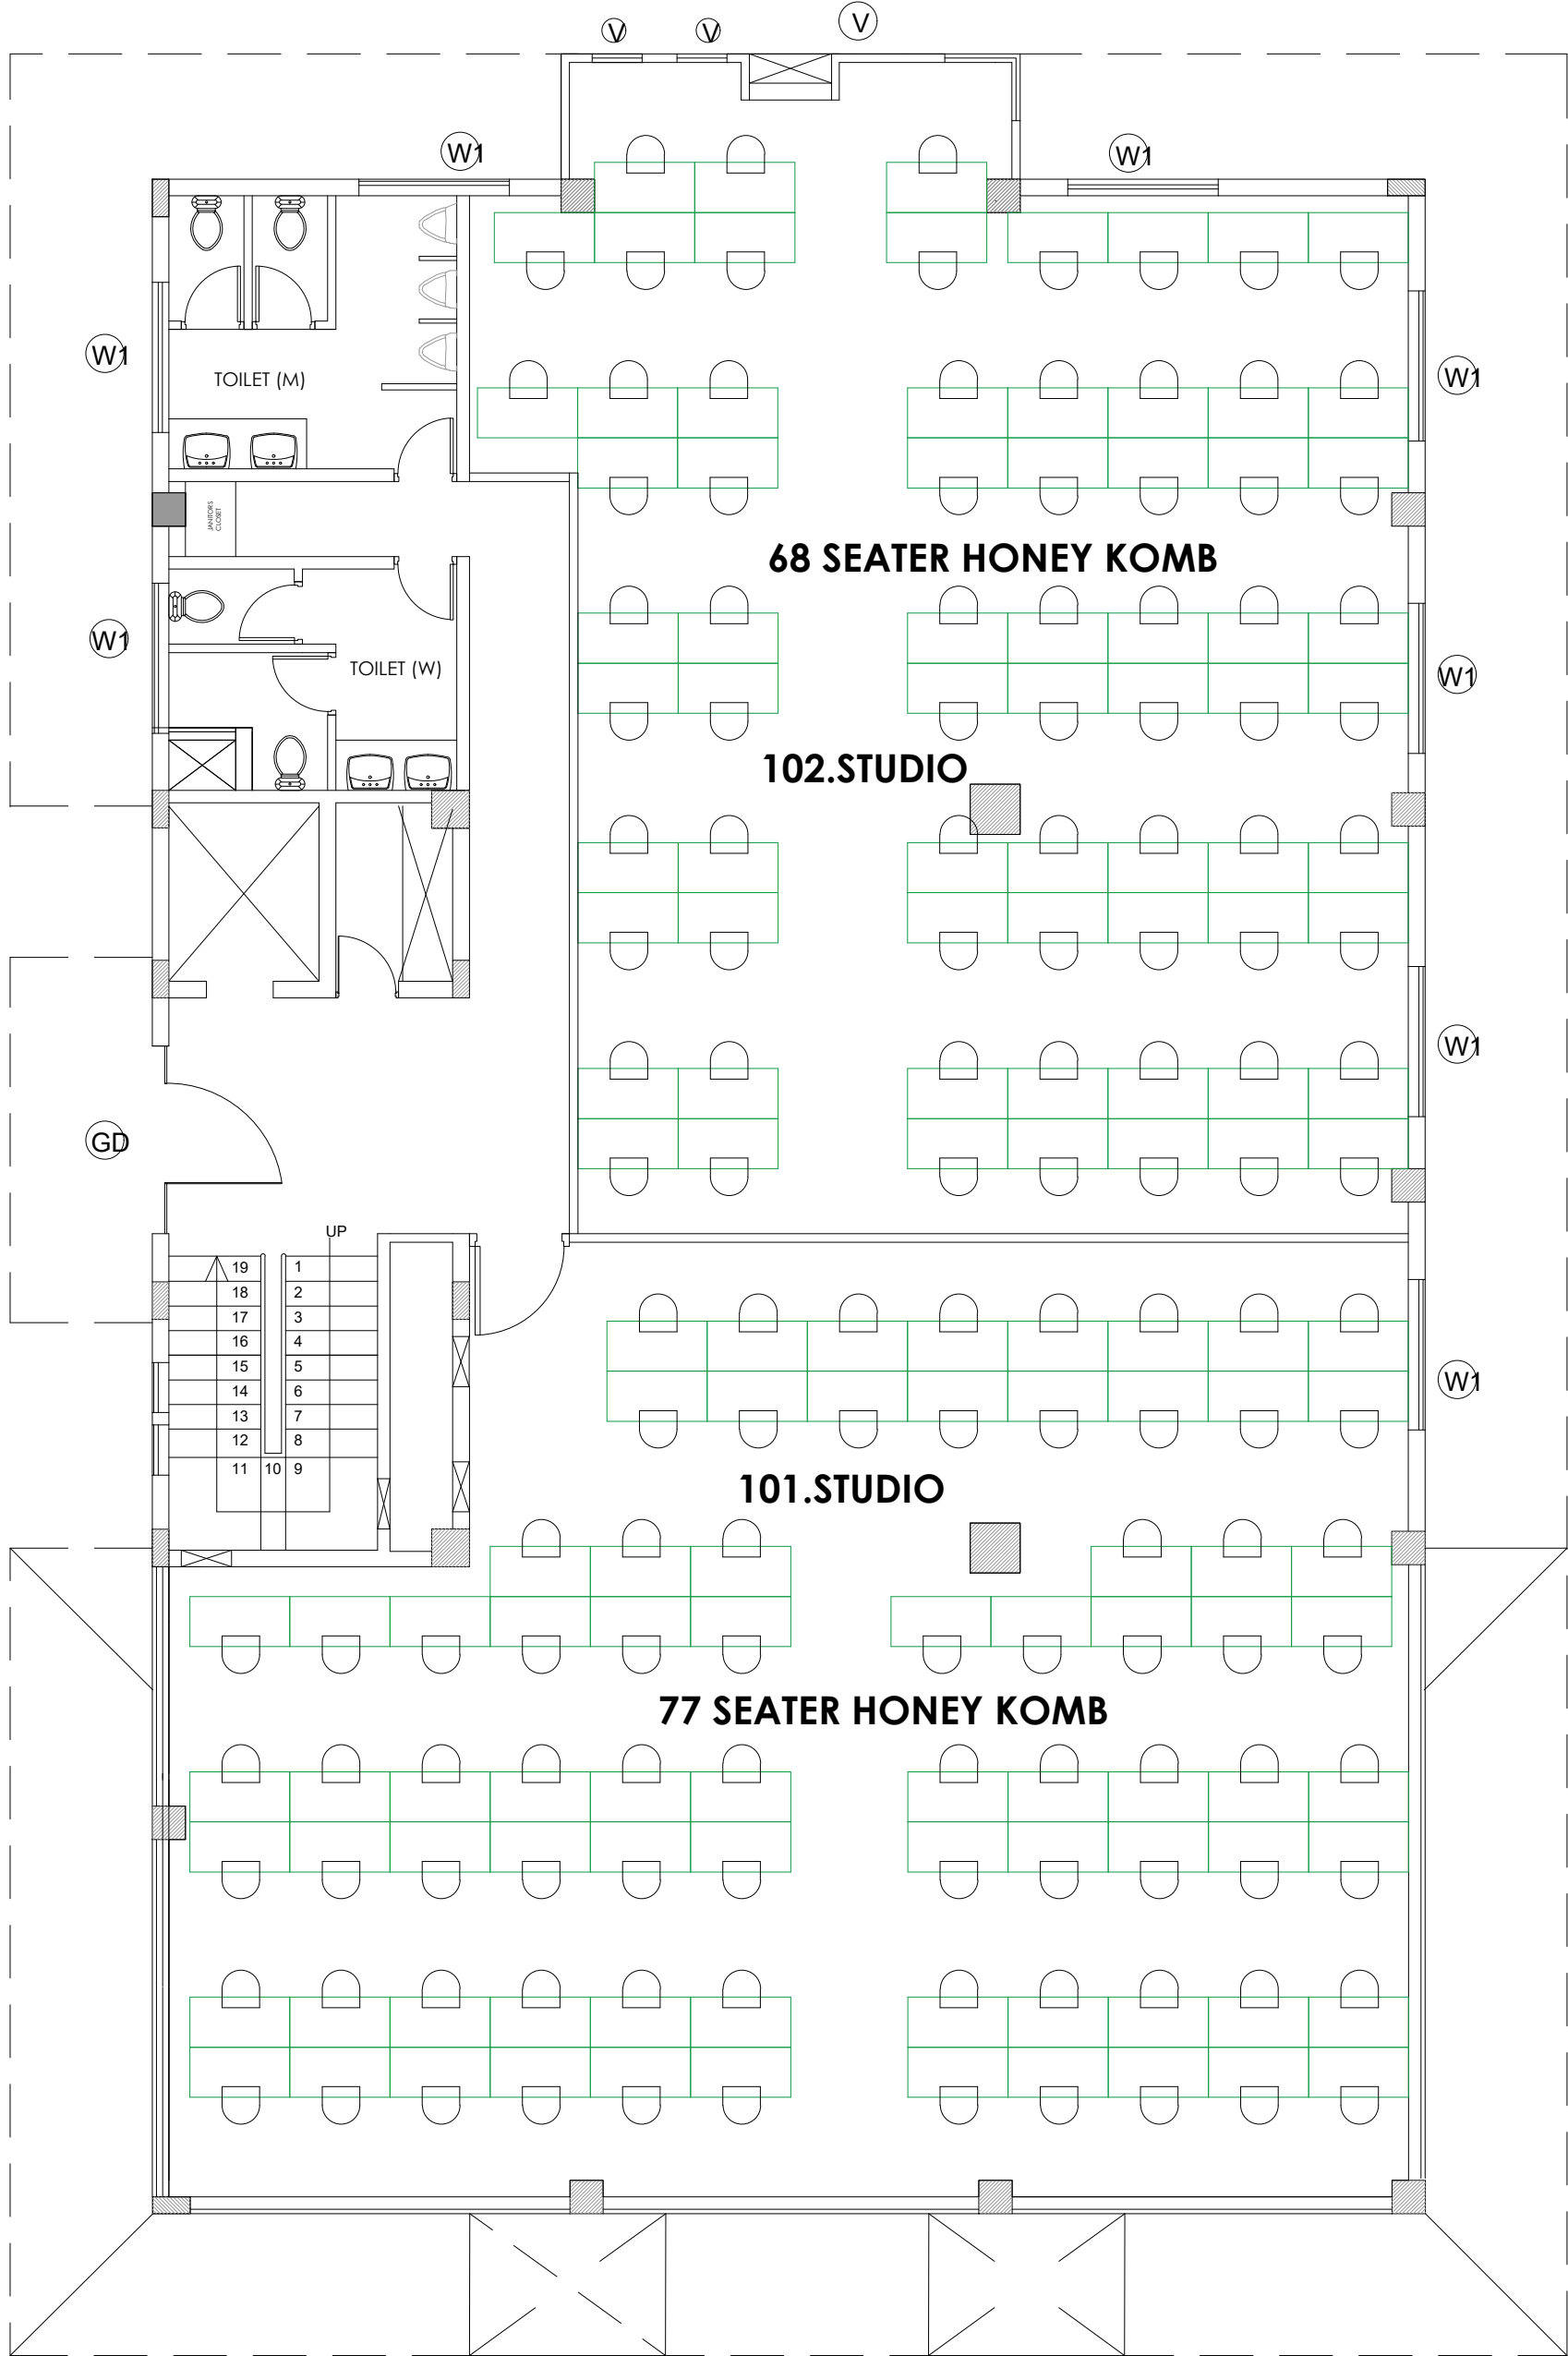 V
V
V
W1
W1
W1
W1
TOILET (M)
JANITORS
CLOSET
68 SEATER HONEY KOMB
W1
TOILET (W)
W1
102.STUDIO
W1
GD
UP
19 1
18 2
17 3
16 4
15 5
14 6
13 7
12 8
11 10 9
W1
101.STUDIO
77 SEATER HONEY KOMB